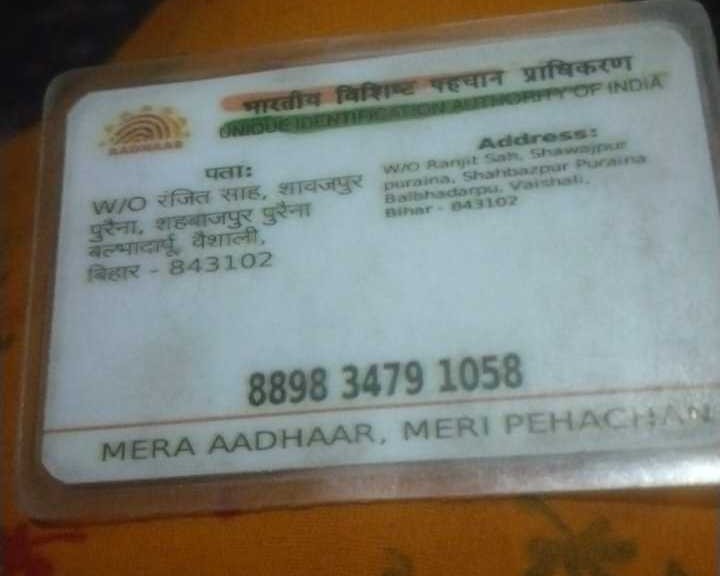 भारतीय विशिष्ट पहचान प्राधिकरण
UNIQUE IDENTIFICATION AUTHORITY OF INDIA
AADHAAR
पता:
W/O रंजित साह, शावजपुर
पुरैना, शहबाजपुर पुरैना
बल्भादार्पू, वैशाली,
बिहार - 843102
Address:
W/O Ranjit Sah, Shawajpur
puraina, Shahbazpur Puraina
Balbhadarpu, Vaishali,
Bihar - 843102
8898 3479 1058
MERA AADHAAR, MERI PEHACHAN